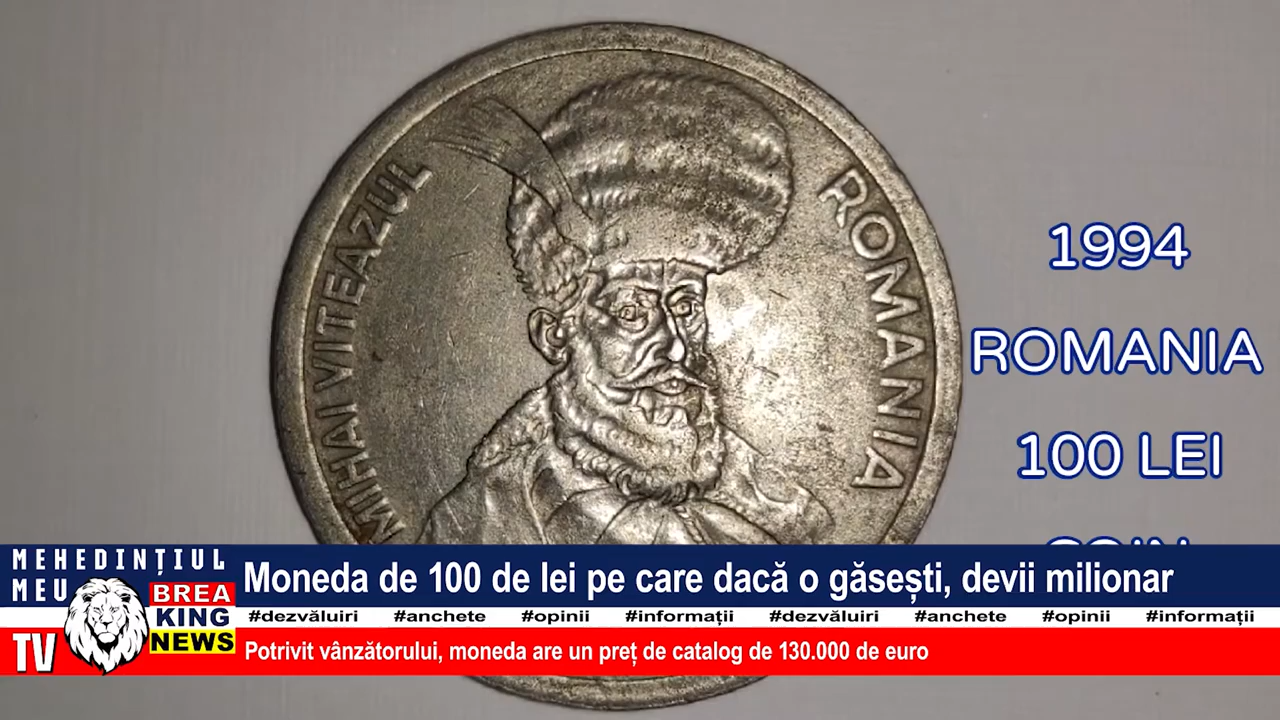 MIHAI VITEAZUL
ROMANIA
1994
ROMANIA
100 LEI
COIN
MEHEDINȚIUL
MEU
TV
BREA
KING
NEWS
Moneda de 100 de lei pe care dacă o găsești, devii milionar
#dezvăluiri #anchete #opinii #informații #dezvăluiri #anchete #opinii #informații
Potrivit vânzătorului, moneda are un preț de catalog de 130.000 de euro